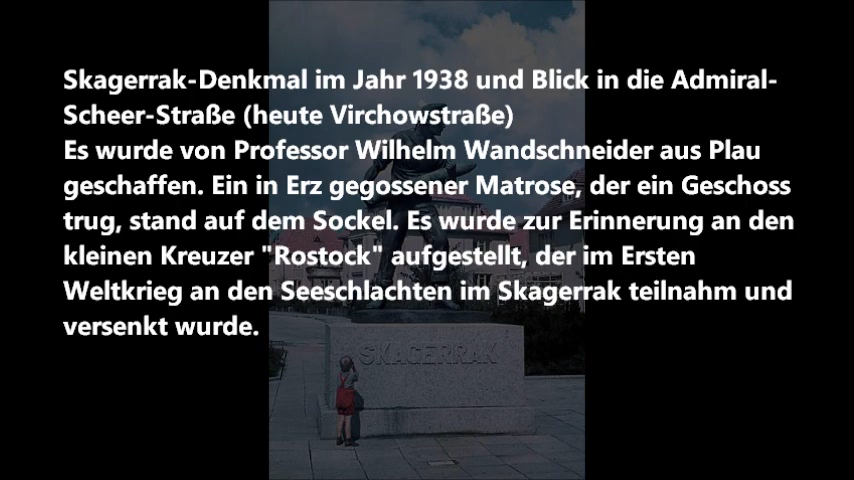 Skagerrak-Denkmal im Jahr 1938 und Blick in die Admiral-
Scheer-Straße (heute Virchowstraße)
Es wurde von Professor Wilhelm Wandschneider aus Plau
geschaffen. Ein in Erz gegossener Matrose, der ein Geschoss
trug, stand auf dem Sockel. Es wurde zur Erinnerung an den
kleinen Kreuzer "Rostock" aufgestellt, der im Ersten
Weltkrieg an den Seeschlachten im Skagerrak teilnahm und
versenkt wurde.
SKAGERRAK